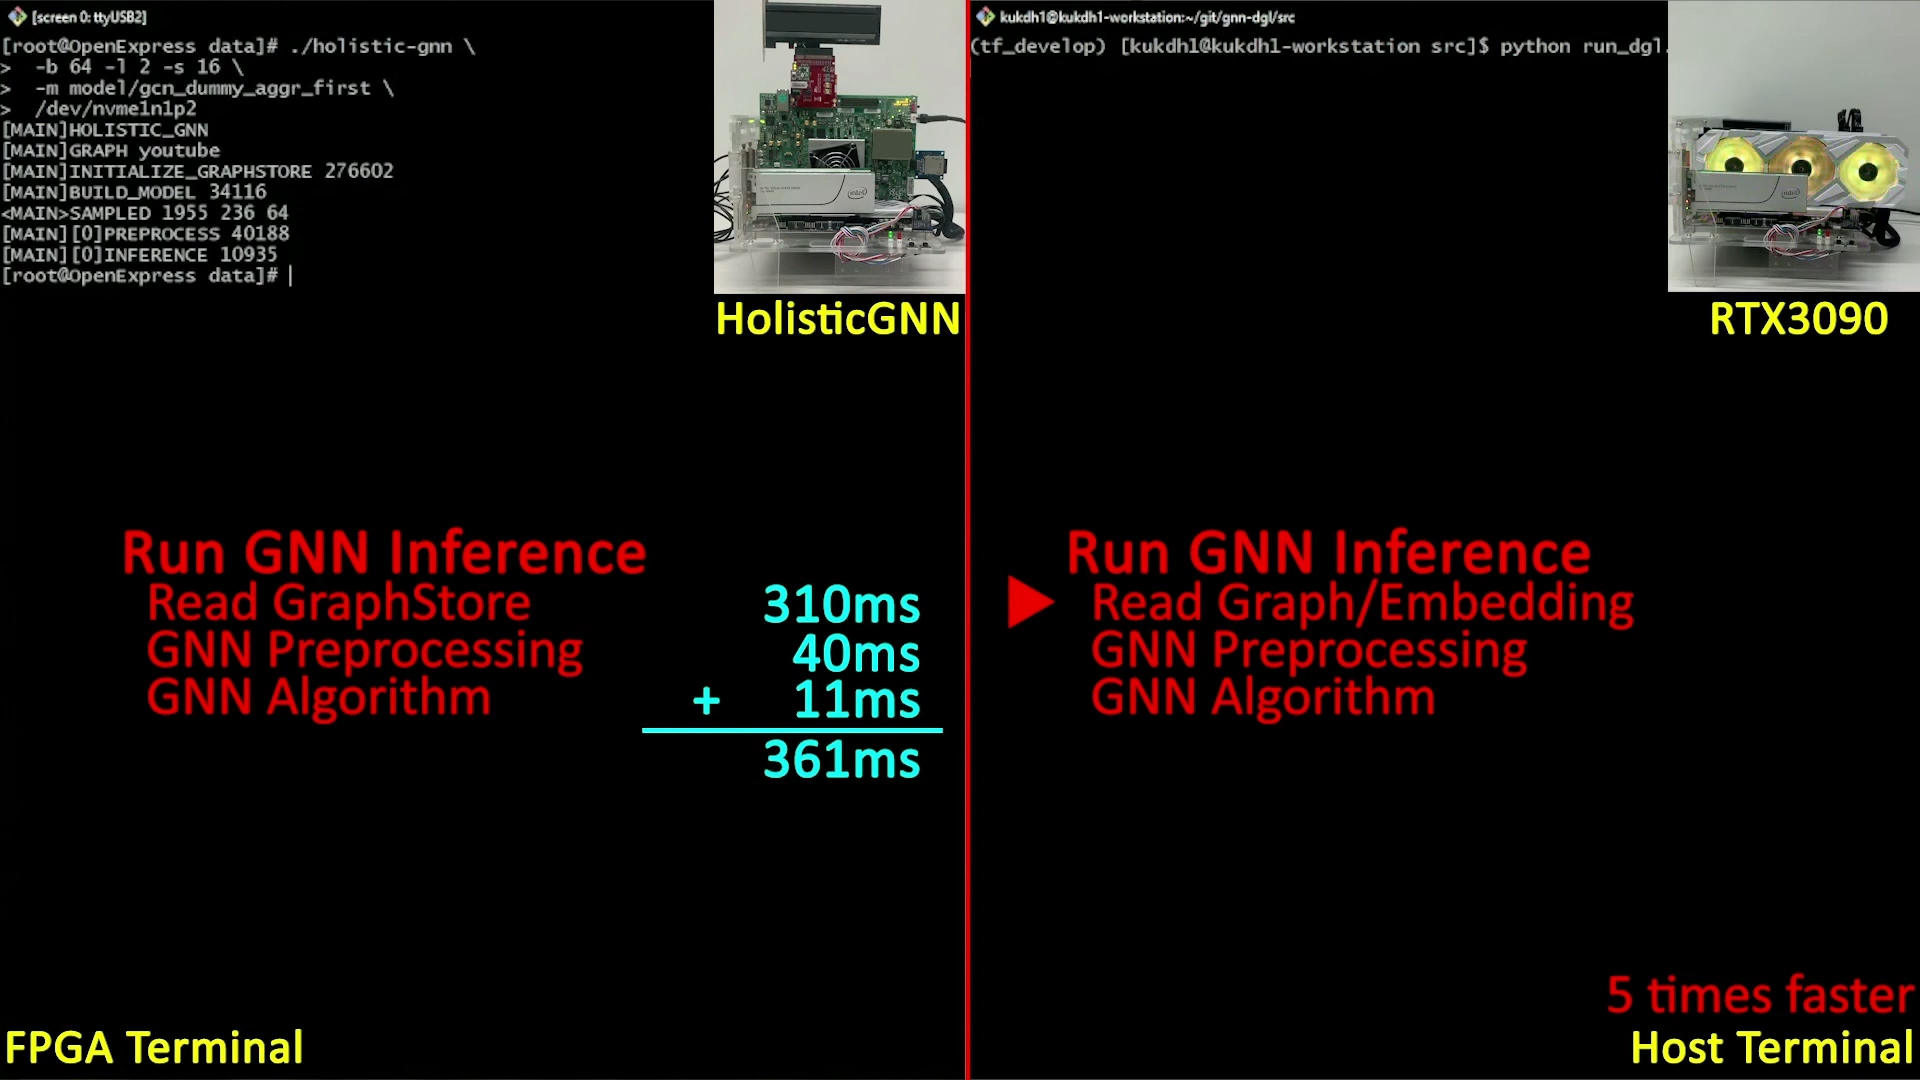 [screen 0: ttyUSB2]
[root@OpenExpress data]# ./holistic-gnn \
> -b 64 -l 2 -s 16 \
> -m model/gcn_dummy_aggr_first \
> /dev/nvme1n1p2
[MAIN]HOLISTIC_GNN
[MAIN]GRAPH youtube
[MAIN]INITIALIZE_GRAPHSTORE 276602
[MAIN]BUILD_MODEL 34116
<MAIN>SAMPLED 1955 236 64
[MAIN][0]PREPROCESS 40188
[MAIN][0]INFERENCE 10935
[root@OpenExpress data]#
HolisticGNN
Run GNN Inference
Read GraphStore 310ms
GNN Preprocessing 40ms
GNN Algorithm + 11ms
361ms
FPGA Terminal
kukdh1@kukdh1-workstation:~/git/gnn-dgl/src
(tf_develop) [kukdh1@kukdh1-workstation src]$ python run_dgl.
RTX3090
Run GNN Inference
Read Graph/Embedding
GNN Preprocessing
GNN Algorithm
5 times faster
Host Terminal